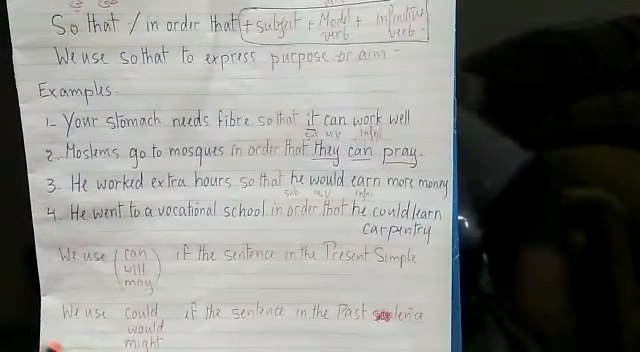 So that / in order that + subject + Model verb + infinitive verb
We use so that to express purpose or aim
Examples
1- Your stomach needs fibre so that it can work well
sub MV infi
2. Moslems go to mosques in order that they can pray.
3. He worked extra hours so that he would earn more money
sub MV infi
4. He went to a vocational school in order that he could learn
carpentry
We use (can if the sentence in the Present Simple
will
may)
We use could if the sentence in the Past
would
might